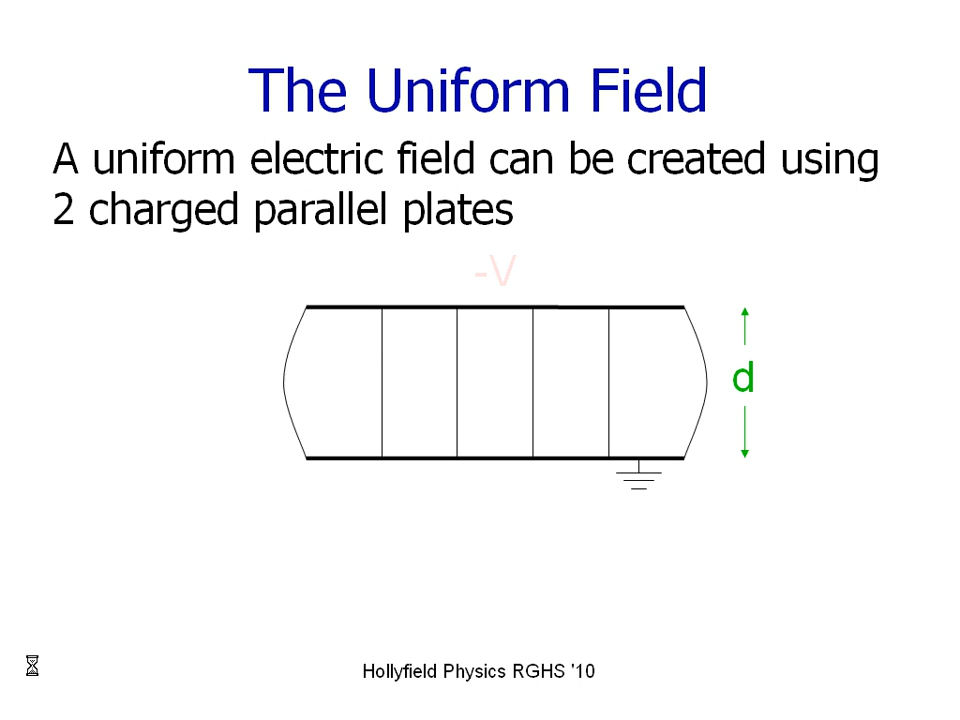 The Uniform Field
A uniform electric field can be created using
2 charged parallel plates
-V
d
Hollyfield Physics RGHS '10